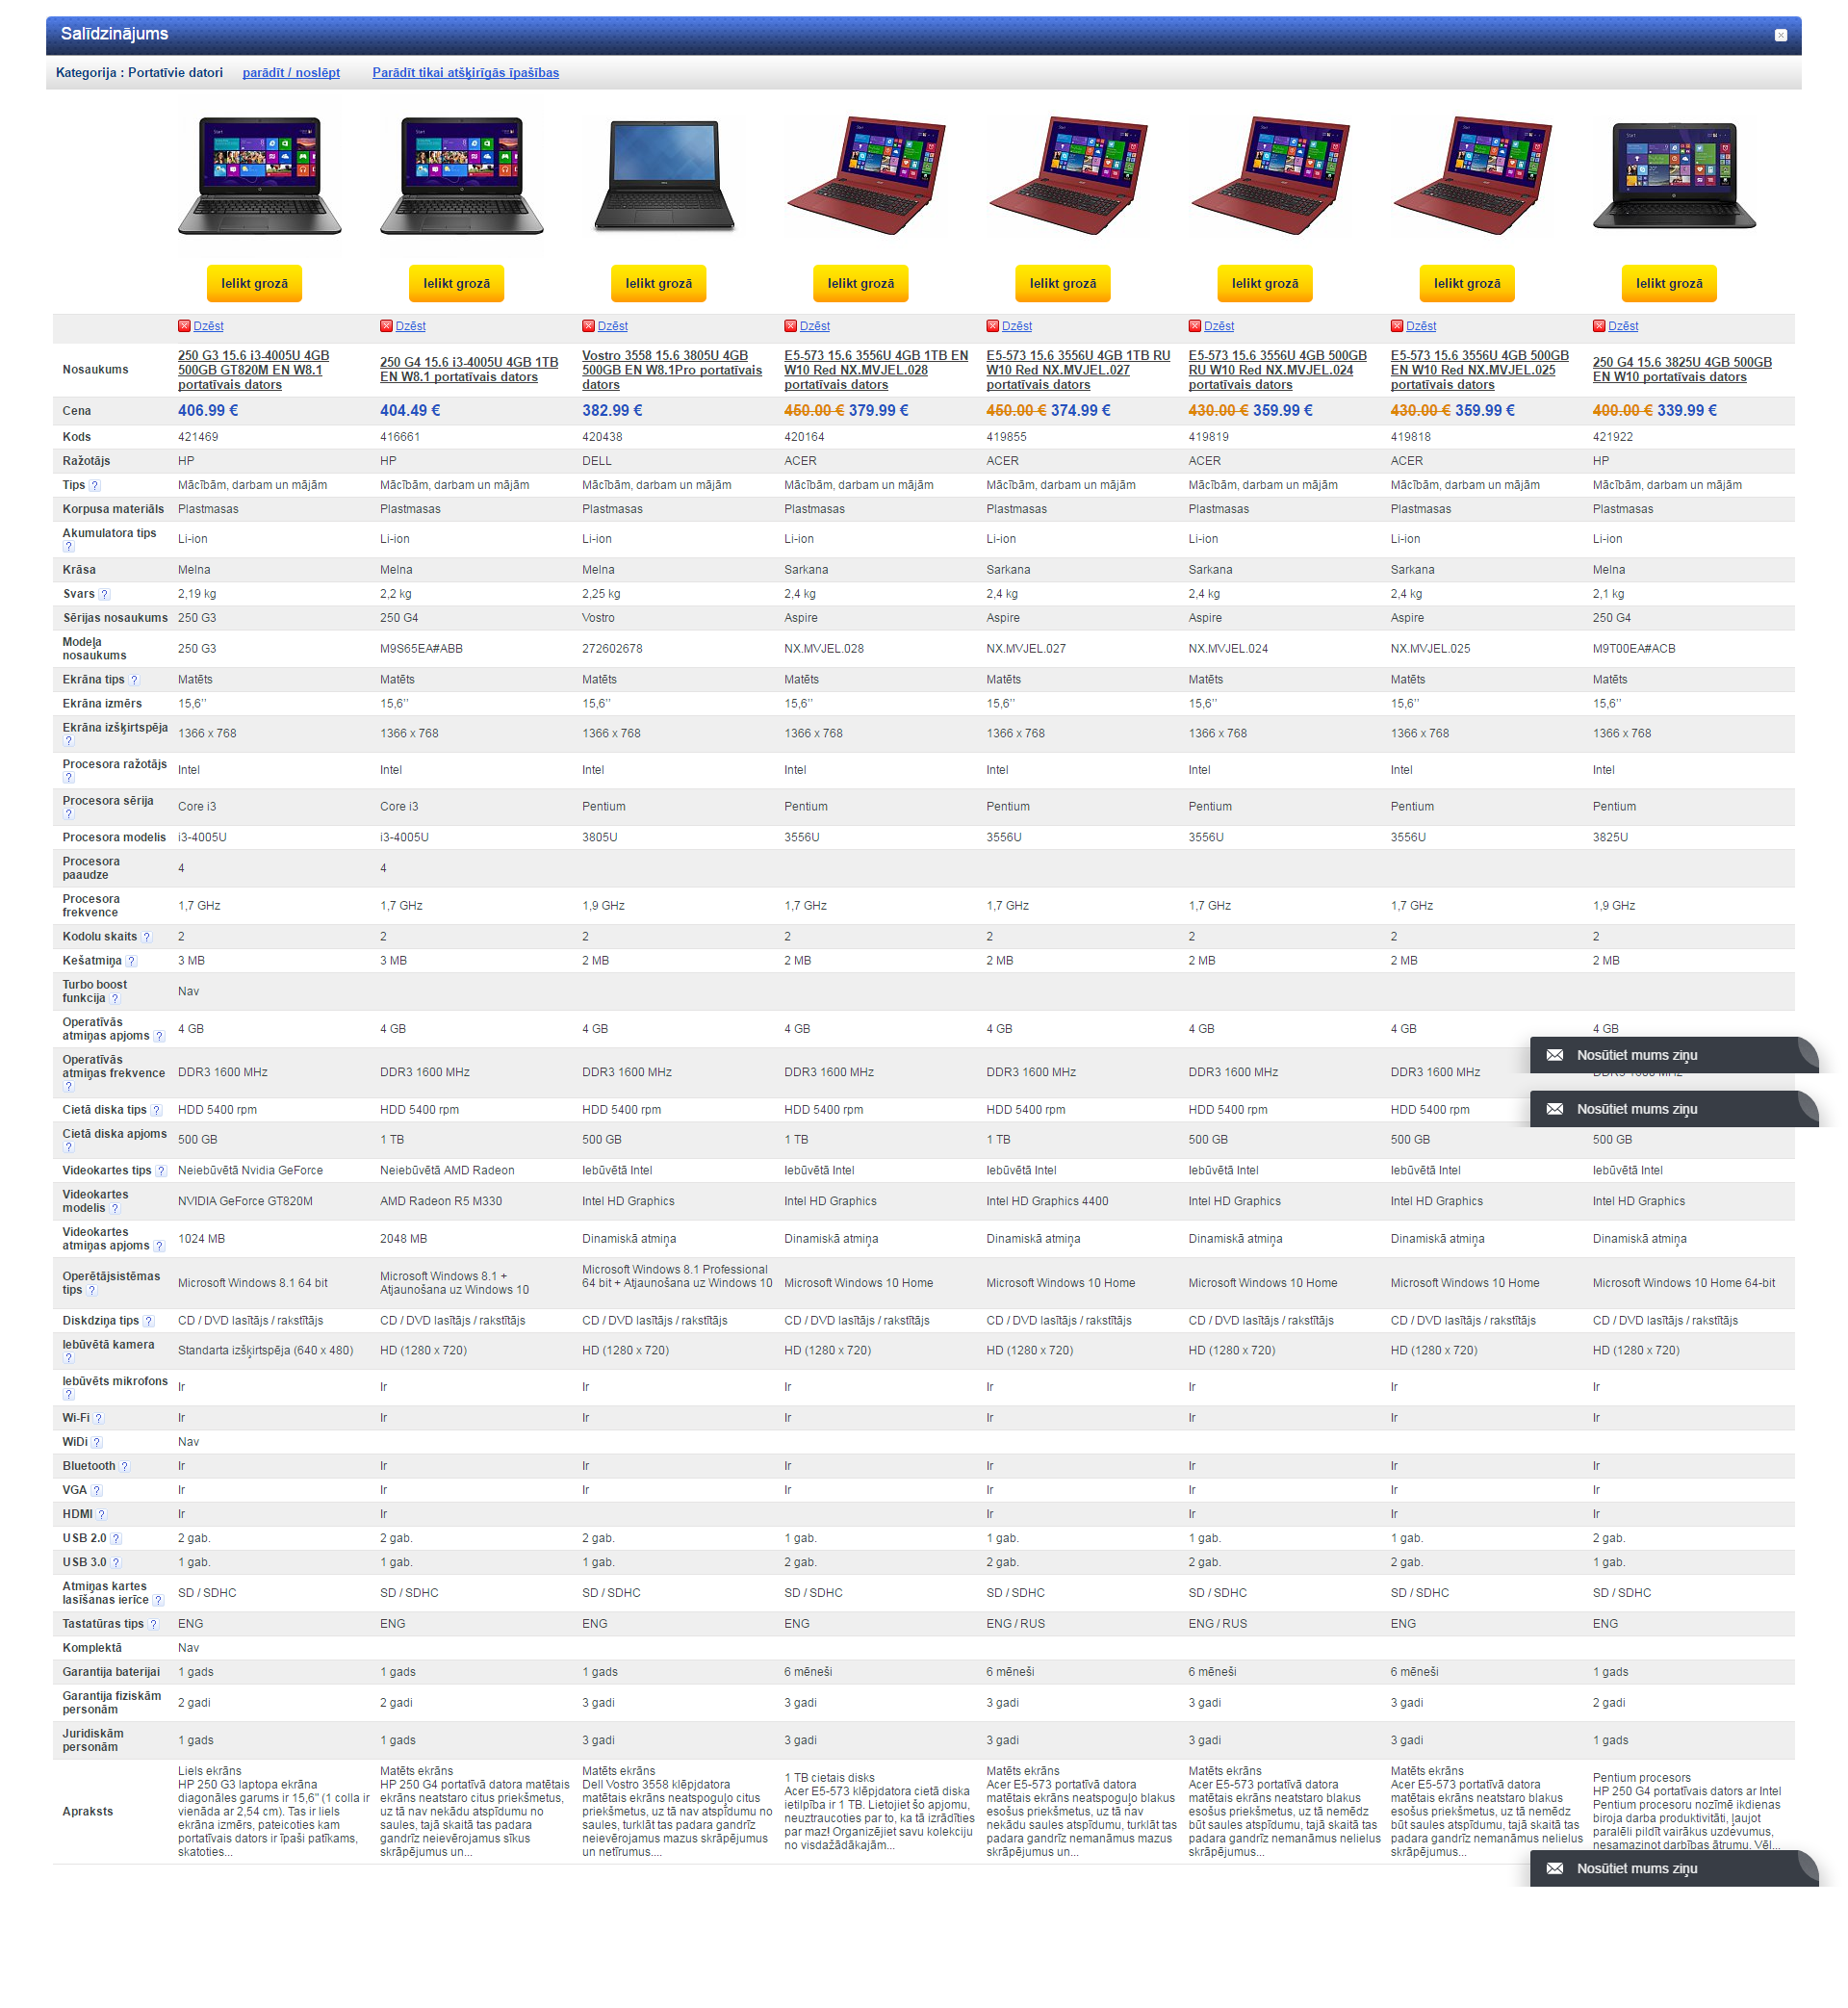 Salīdzinājums
Kategorija : Portatīvie datori parādīt / noslēpt Parādīt tikai atšķirīgās īpašības
Ielikt grozā Ielikt grozā Ielikt grozā Ielikt grozā Ielikt grozā Ielikt grozā Ielikt grozā Ielikt grozā
Dzēst Dzēst Dzēst Dzēst Dzēst Dzēst Dzēst Dzēst
Nosaukums
250 G3 15.6 i3-4005U 4GB
500GB GT820M EN W8.1
portatīvais dators
250 G4 15.6 i3-4005U 4GB 1TB
EN W8.1 portatīvais dators
Vostro 3558 15.6 3805U 4GB
500GB EN W8.1Pro portatīvais
dators
E5-573 15.6 3556U 4GB 1TB EN
W10 Red NX.MVJEL.028
portatīvais dators
E5-573 15.6 3556U 4GB 1TB RU
W10 Red NX.MVJEL.027
portatīvais dators
E5-573 15.6 3556U 4GB 500GB
RU W10 Red NX.MVJEL.024
portatīvais dators
E5-573 15.6 3556U 4GB 500GB
EN W10 Red NX.MVJEL.025
portatīvais dators
250 G4 15.6 3825U 4GB 500GB
EN W10 portatīvais dators
Cena 406.99 € 404.49 € 382.99 € 450.00 € 379.99 € 450.00 € 374.99 € 430.00 € 359.99 € 430.00 € 359.99 € 400.00 € 339.99 €
Kods 421469 416661 420438 420164 419855 419819 419818 421922
Ražotājs HP HP DELL ACER ACER ACER ACER HP
Tips ? Mācībām, darbam un mājām Mācībām, darbam un mājām Mācībām, darbam un mājām Mācībām, darbam un mājām Mācībām, darbam un mājām Mācībām, darbam un mājām Mācībām, darbam un mājām Mācībām, darbam un mājām
Korpusa materiāls Plastmasas Plastmasas Plastmasas Plastmasas Plastmasas Plastmasas Plastmasas Plastmasas
Akumulatora tips
? Li-ion Li-ion Li-ion Li-ion Li-ion Li-ion Li-ion Li-ion
Krāsa Melna Melna Melna Sarkana Sarkana Sarkana Sarkana Melna
Svars ? 2,19 kg 2,2 kg 2,25 kg 2,4 kg 2,4 kg 2,4 kg 2,4 kg 2,1 kg
Sērijas nosaukums 250 G3 250 G4 Vostro Aspire Aspire Aspire Aspire 250 G4
Modeļa
nosaukums 250 G3 M9S65EA#ABB 272602678 NX.MVJEL.028 NX.MVJEL.027 NX.MVJEL.024 NX.MVJEL.025 M9T00EA#ACB
Ekrāna tips ? Matēts Matēts Matēts Matēts Matēts Matēts Matēts Matēts
Ekrāna izmērs 15,6’’ 15,6’’ 15,6’’ 15,6’’ 15,6’’ 15,6’’ 15,6’’ 15,6’’
Ekrāna izšķirtspēja
? 1366 x 768 1366 x 768 1366 x 768 1366 x 768 1366 x 768 1366 x 768 1366 x 768 1366 x 768
Procesora ražotājs
? Intel Intel Intel Intel Intel Intel Intel Intel
Procesora sērija
? Core i3 Core i3 Pentium Pentium Pentium Pentium Pentium Pentium
Procesora modelis i3-4005U i3-4005U 3805U 3556U 3556U 3556U 3556U 3825U
Procesora
paaudze 4 4
Procesora
frekvence 1,7 GHz 1,7 GHz 1,9 GHz 1,7 GHz 1,7 GHz 1,7 GHz 1,7 GHz 1,9 GHz
Kodolu skaits ? 2 2 2 2 2 2 2 2
Kešatmiņa ? 3 MB 3 MB 2 MB 2 MB 2 MB 2 MB 2 MB 2 MB
Turbo boost
funkcija ? Nav
Operatīvās
atmiņas apjoms ? 4 GB 4 GB 4 GB 4 GB 4 GB 4 GB 4 GB 4 GB
Nosūtiet mums ziņu
Operatīvās
atmiņas frekvence
? DDR3 1600 MHz DDR3 1600 MHz DDR3 1600 MHz DDR3 1600 MHz DDR3 1600 MHz DDR3 1600 MHz DDR3 1600 MHz
Cietā diska tips ? HDD 5400 rpm HDD 5400 rpm HDD 5400 rpm HDD 5400 rpm HDD 5400 rpm HDD 5400 rpm HDD 5400 rpm
Nosūtiet mums ziņu
Cietā diska apjoms
? 500 GB 1 TB 500 GB 1 TB 1 TB 500 GB 500 GB 500 GB
Videokartes tips ? Neiebūvētā Nvidia GeForce Neiebūvētā AMD Radeon Iebūvētā Intel Iebūvētā Intel Iebūvētā Intel Iebūvētā Intel Iebūvētā Intel Iebūvētā Intel
Videokartes
modelis ? NVIDIA GeForce GT820M AMD Radeon R5 M330 Intel HD Graphics Intel HD Graphics Intel HD Graphics 4400 Intel HD Graphics Intel HD Graphics Intel HD Graphics
Videokartes
atmiņas apjoms ? 1024 MB 2048 MB Dinamiskā atmiņa Dinamiskā atmiņa Dinamiskā atmiņa Dinamiskā atmiņa Dinamiskā atmiņa Dinamiskā atmiņa
Operētājsistēmas
tips ? Microsoft Windows 8.1 64 bit
Microsoft Windows 8.1 +
Atjaunošana uz Windows 10
Microsoft Windows 8.1 Professional
64 bit + Atjaunošana uz Windows 10
Microsoft Windows 10 Home Microsoft Windows 10 Home Microsoft Windows 10 Home Microsoft Windows 10 Home Microsoft Windows 10 Home 64-bit
Diskdziņa tips ? CD / DVD lasītājs / rakstītājs CD / DVD lasītājs / rakstītājs CD / DVD lasītājs / rakstītājs CD / DVD lasītājs / rakstītājs CD / DVD lasītājs / rakstītājs CD / DVD lasītājs / rakstītājs CD / DVD lasītājs / rakstītājs CD / DVD lasītājs / rakstītājs
Iebūvētā kamera
? Standarta izšķirtspēja (640 x 480) HD (1280 x 720) HD (1280 x 720) HD (1280 x 720) HD (1280 x 720) HD (1280 x 720) HD (1280 x 720) HD (1280 x 720)
Iebūvēts mikrofons
? Ir Ir Ir Ir Ir Ir Ir Ir
Wi-Fi ? Ir Ir Ir Ir Ir Ir Ir Ir
WiDi ? Nav
Bluetooth ? Ir Ir Ir Ir Ir Ir Ir Ir
VGA ? Ir Ir Ir Ir Ir Ir Ir Ir
HDMI ? Ir Ir Ir Ir Ir Ir
USB 2.0 ? 2 gab. 2 gab. 2 gab. 1 gab. 1 gab. 1 gab. 1 gab. 2 gab.
USB 3.0 ? 1 gab. 1 gab. 1 gab. 2 gab. 2 gab. 2 gab. 2 gab. 1 gab.
Atmiņas kartes
lasīšanas ierīce ? SD / SDHC SD / SDHC SD / SDHC SD / SDHC SD / SDHC SD / SDHC SD / SDHC SD / SDHC
Tastatūras tips ? ENG ENG ENG ENG ENG / RUS ENG / RUS ENG ENG
Komplektā Nav
Garantija baterijai 1 gads 1 gads 1 gads 6 mēneši 6 mēneši 6 mēneši 6 mēneši 1 gads
Garantija fiziskām
personām 2 gadi 2 gadi 3 gadi 3 gadi 3 gadi 3 gadi 3 gadi 2 gadi
Juridiskām
personām 1 gads 1 gads 3 gadi 3 gadi 3 gadi 3 gadi 3 gadi 1 gads
Apraksts
Liels ekrāns
HP 250 G3 laptopa ekrāna
diagonāles garums ir 15,6" (1 colla ir
vienāda ar 2,54 cm). Tas ir liels
ekrāna izmērs, pateicoties kam
portatīvais dators ir īpaši patīkams,
skatoties...
Matēts ekrāns
HP 250 G4 portatīvā datora matētais
ekrāns neatstaro citus priekšmetus,
uz tā nav nekādu atspīdumu no
saules, tajā skaitā tas padara
gandrīz neievērojamus sīkus
skrāpējumus un...
Matēts ekrāns
Dell Vostro 3558 klēpjdatora
matētais ekrāns neatspoguļo citus
priekšmetus, uz tā nav atspīdumu no
saules, turklāt tas padara gandrīz
neievērojamus mazus skrāpējumus
un netīrumus....
1 TB cietais disks
Acer E5-573 klēpjdatora cietā diska
ietilpība ir 1 TB. Lietojiet šo apjomu,
neuztraucoties par to, ka tā izrādīties
par maz! Organizējiet savu kolekciju
no visdažādākajām...
Matēts ekrāns
Acer E5-573 portatīvā datora
matētais ekrāns neatspoguļo blakus
esošus priekšmetus, uz tā nav
nekādu saules atspīdumu, turklāt tas
padara gandrīz nemanāmus mazus
skrāpējumus un...
Matēts ekrāns
Acer E5-573 portatīvā datora
matētais ekrāns neatstaro blakus
esošus priekšmetus, uz tā nemēdz
būt saules atspīdumu, tajā skaitā tas
padara gandrīz nemanāmus nelielus
skrāpējumus...
Matēts ekrāns
Acer E5-573 portatīvā datora
matētais ekrāns neatstaro blakus
esošus priekšmetus, uz tā nemēdz
būt saules atspīdumu, tajā skaitā tas
padara gandrīz nemanāmus nelielus
skrāpējumus...
Pentium procesors
HP 250 G4 portatīvais dators ar Intel
Pentium procesoru nozīmē ikdienas
biroja darba produktivitāti, ļaujot
paralēli pildīt vairākus uzdevumus,
nesamazinot darbības ātrumu. Vēl...
Nosūtiet mums ziņu